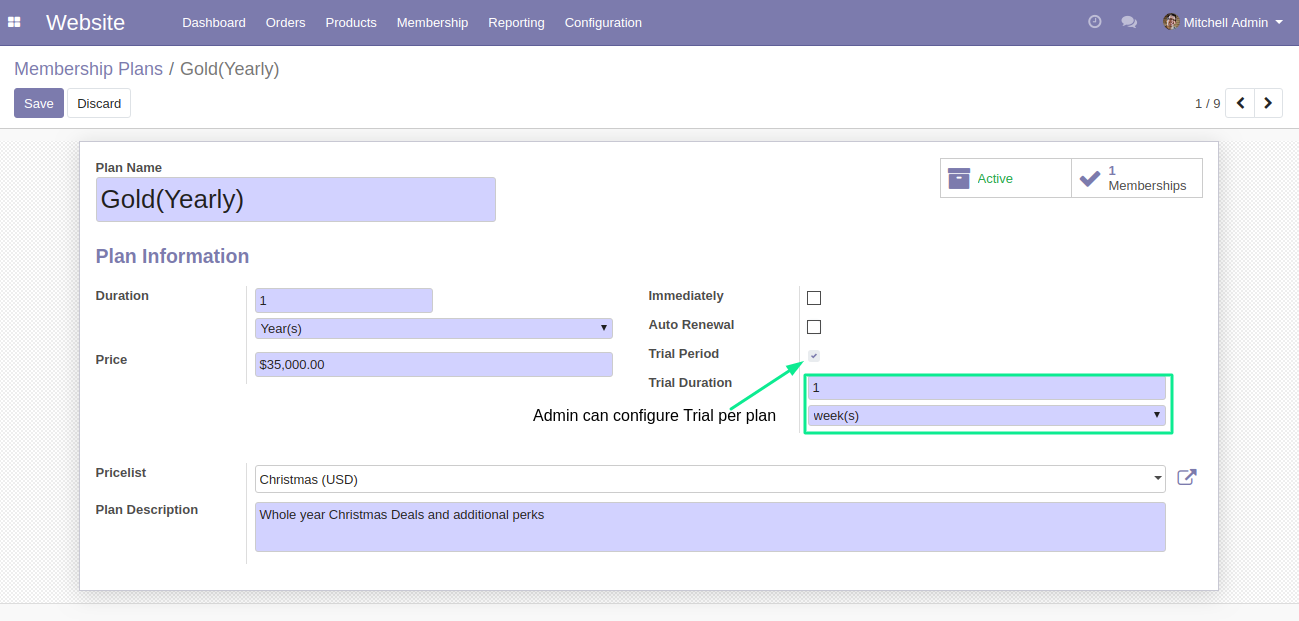 Website Dashboard Orders Products Membership Reporting Configuration Mitchell Admin
Membership Plans / Gold(Yearly)
Save Discard 1 / 9
Plan Name
Gold(Yearly)
Active
1
Memberships
Plan Information
Duration 1
Year(s)
Price $35,000.00
Immediately
Auto Renewal
Trial Period
Trial Duration 1
week(s)
Admin can configure Trial per plan
Pricelist Christmas (USD)
Plan Description Whole year Christmas Deals and additional perks